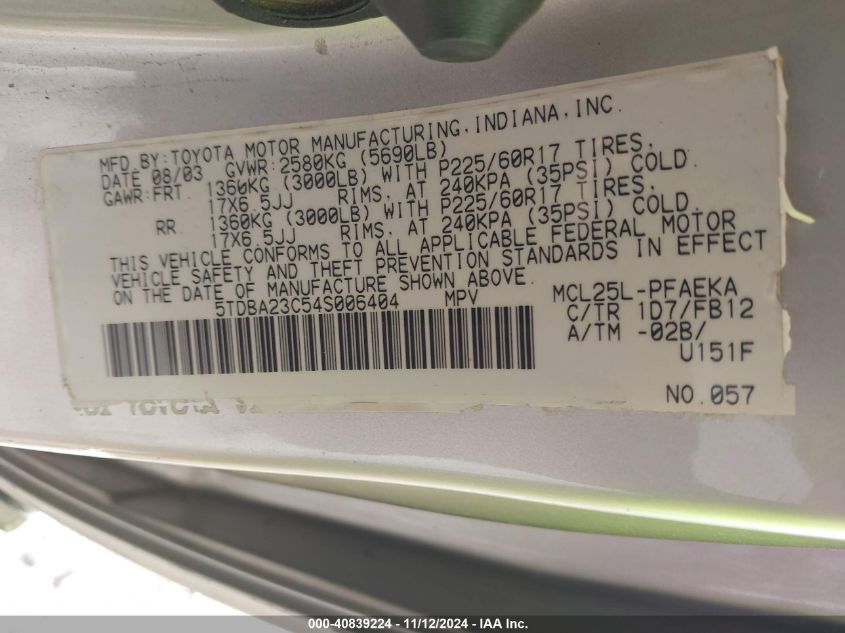 MFD.BY:TOYOTA MOTOR MANUFACTURING,INDIANA,INC.
DATE 08/03 GVWR:2580KG (5690LB)
GAWR:FRT. 1360KG (3000LB) WITH P225/60R17 TIRES,
17X6.5JJ RIMS, AT 240KPA (35PSI) COLD.
RR. 1360KG (3000LB) WITH P225/60R17 TIRES,
17X6.5JJ RIMS, AT 240KPA (35PSI) COLD.
THIS VEHICLE CONFORMS TO ALL APPLICABLE FEDERAL MOTOR
VEHICLE SAFETY AND THEFT PREVENTION STANDARDS IN EFFECT
ON THE DATE OF MANUFACTURE SHOWN ABOVE.
5TDBA23C54S006404 MPV
MCL25L-PFAEKA
C/TR 1D7/FB12
A/TM -02B/
U151F
NO.057
000-40839224 - 11/12/2024 - IAA Inc.